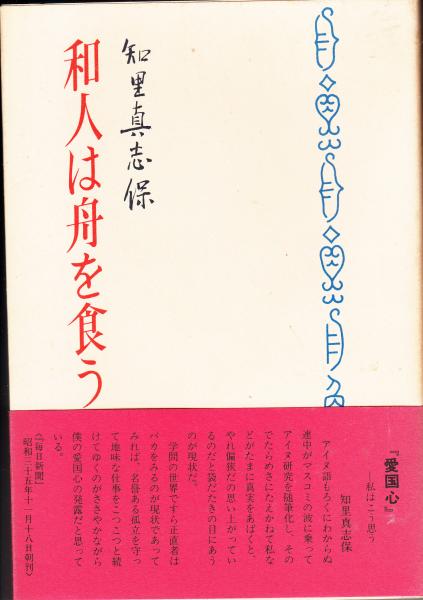 知里真志保
和人は舟を食う
『愛国心』
―私はこう思う
知里真志保
アイヌ語もろくにわからぬ
連中がマスコミの波に乗って
アイヌ研究を随筆化し、その
でたらめさにたえかねて私な
どがたまに真実をあばくと、
やれ偏狭だの思い上がってい
るのだと袋だたきの目にあう
のが現状だ。
学問の世界ですら正直者は
バカをみるのが現状であって
みれば、名誉ある孤立を守っ
て地味な仕事をこつこつと続
けてゆくのがささやかながら
僕の愛国心の発露だと思って
いる。
(『毎日新聞』
昭和三十五年十一月十八日朝刊)